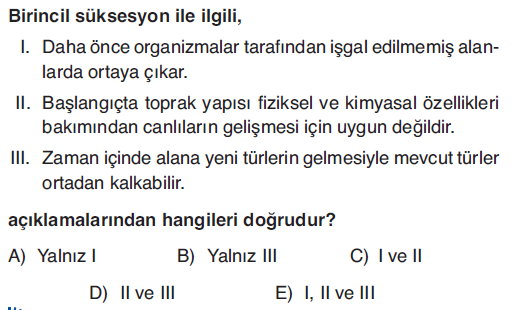 Birincil süksesyon ile ilgili,
I. Daha önce organizmalar tarafından işgal edilmemiş alan-
larda ortaya çıkar.
II. Başlangıçta toprak yapısı fiziksel ve kimyasal özellikleri
bakımından canlıların gelişmesi için uygun değildir.
III. Zaman içinde alana yeni türlerin gelmesiyle mevcut türler
ortadan kalkabilir.
açıklamalarından hangileri doğrudur?
A) Yalnız I B) Yalnız III C) I ve II
D) II ve III E) I, II ve III